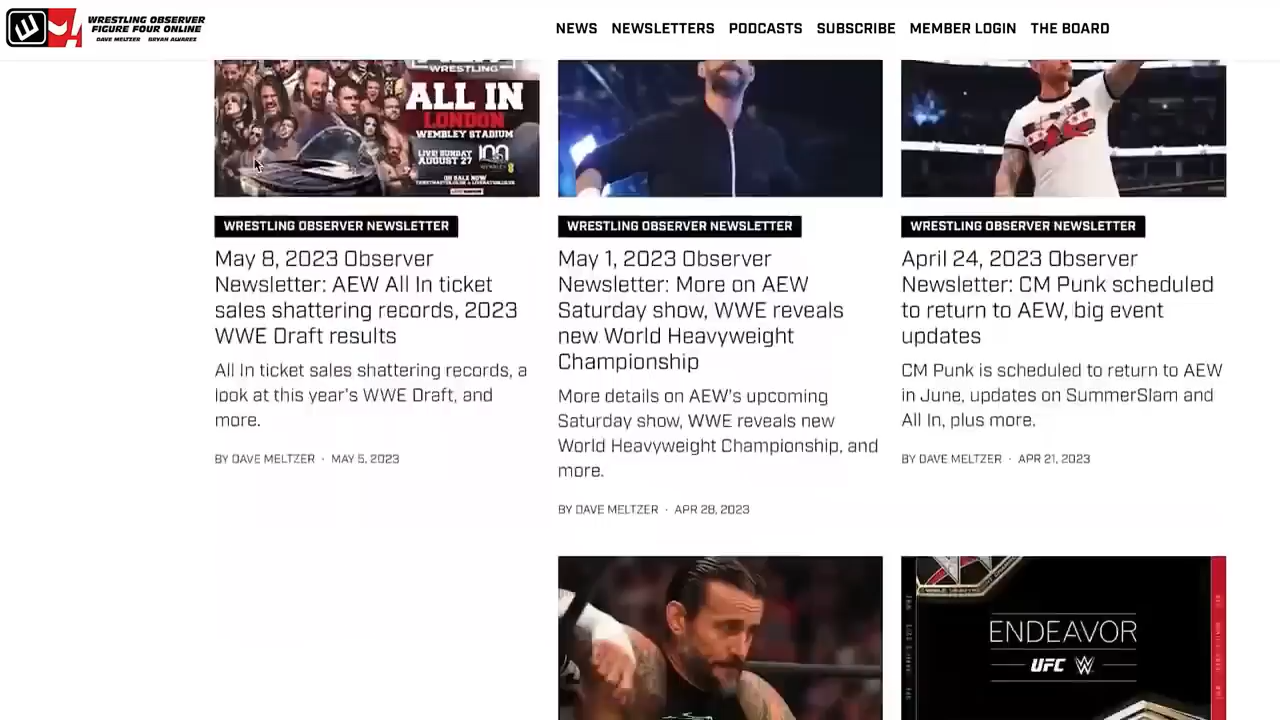 WRESTLING OBSERVER
FIGURE FOUR ONLINE
DAVE MELTZER BRYAN ALVAREZ
NEWS NEWSLETTERS PODCASTS SUBSCRIBE MEMBER LOGIN THE BOARD
WRESTLING
ALL IN
LONDON
WEMBLEY STADIUM
LIVE! SUNDAY
AUGUST 27
ON SALE NOW
WRESTLING OBSERVER NEWSLETTER
May 8, 2023 Observer
Newsletter: AEW All In ticket
sales shattering records, 2023
WWE Draft results
All In ticket sales shattering records, a
look at this year's WWE Draft, and
more.
BY DAVE MELTZER · MAY 5, 2023
WRESTLING OBSERVER NEWSLETTER
May 1, 2023 Observer
Newsletter: More on AEW
Saturday show, WWE reveals
new World Heavyweight
Championship
More details on AEW's upcoming
Saturday show, WWE reveals new
World Heavyweight Championship, and
more.
BY DAVE MELTZER · APR 28, 2023
WRESTLING OBSERVER NEWSLETTER
April 24, 2023 Observer
Newsletter: CM Punk scheduled
to return to AEW, big event
updates
CM Punk is scheduled to return to AEW
in June, updates on SummerSlam and
All In, plus more.
BY DAVE MELTZER · APR 21, 2023
ENDEAVOR
UFC W